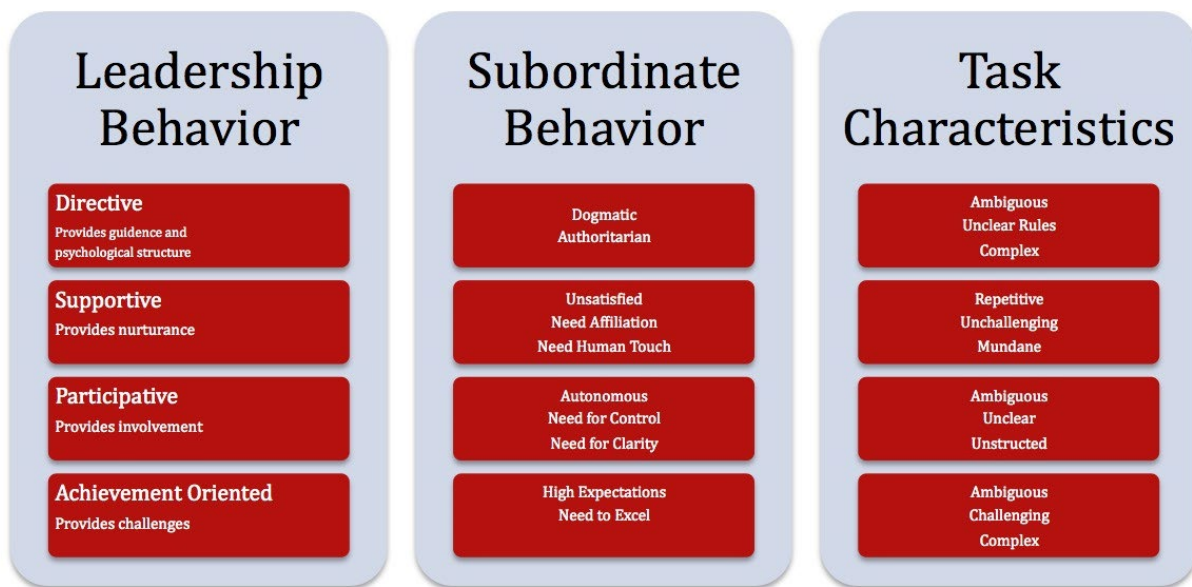 Leadership
Behavior
Directive
Provides guidence and
psychological structure
Supportive
Provides nurturance
Participative
Provides involvement
Achievement Oriented
Provides challenges
Subordinate
Behavior
Dogmatic
Authoritarian
Unsatisfied
Need Affiliation
Need Human Touch
Autonomous
Need for Control
Need for Clarity
High Expectations
Need to Excel
Task
Characteristics
Ambiguous
Unclear Rules
Complex
Repetitive
Unchallenging
Mundane
Ambiguous
Unclear
Unstructed
Ambiguous
Challenging
Complex